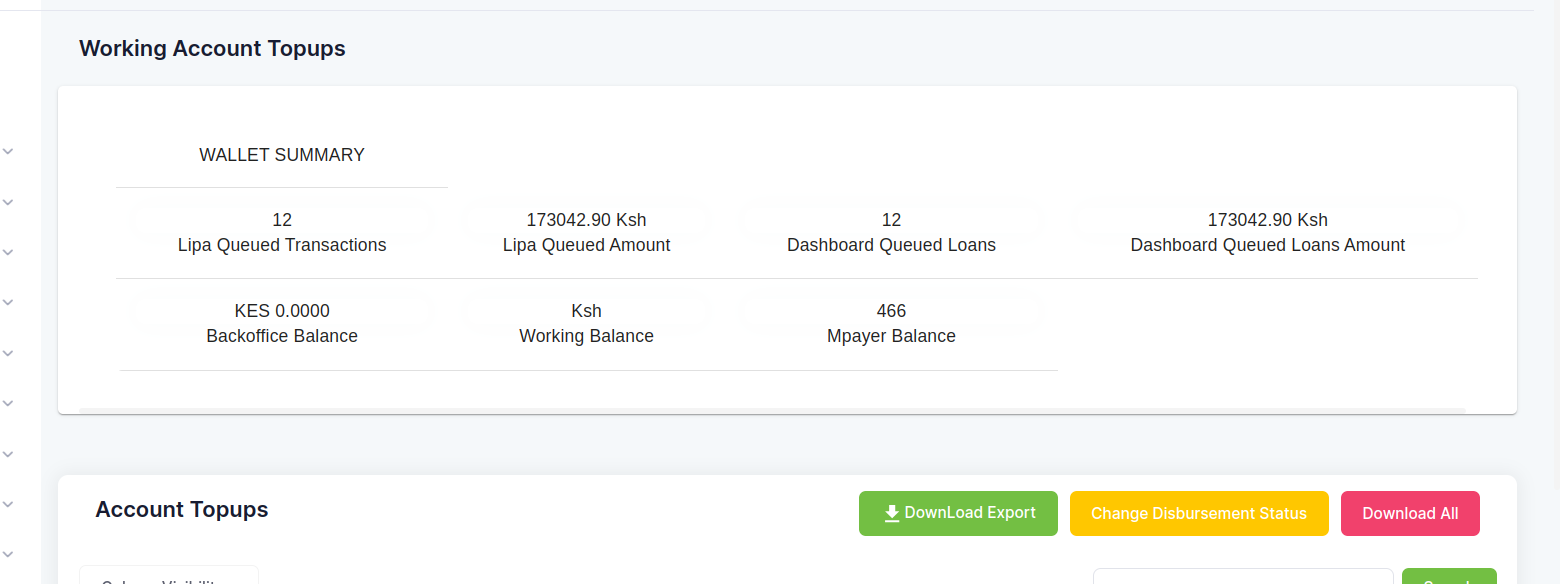 Working Account Topups
WALLET SUMMARY
12
Lipa Queued Transactions
173042.90 Ksh
Lipa Queued Amount
12
Dashboard Queued Loans
173042.90 Ksh
Dashboard Queued Loans Amount
KES 0.0000
Backoffice Balance
Ksh
Working Balance
466
Mpayer Balance
Account Topups
DownLoad Export
Change Disbursement Status
Download All